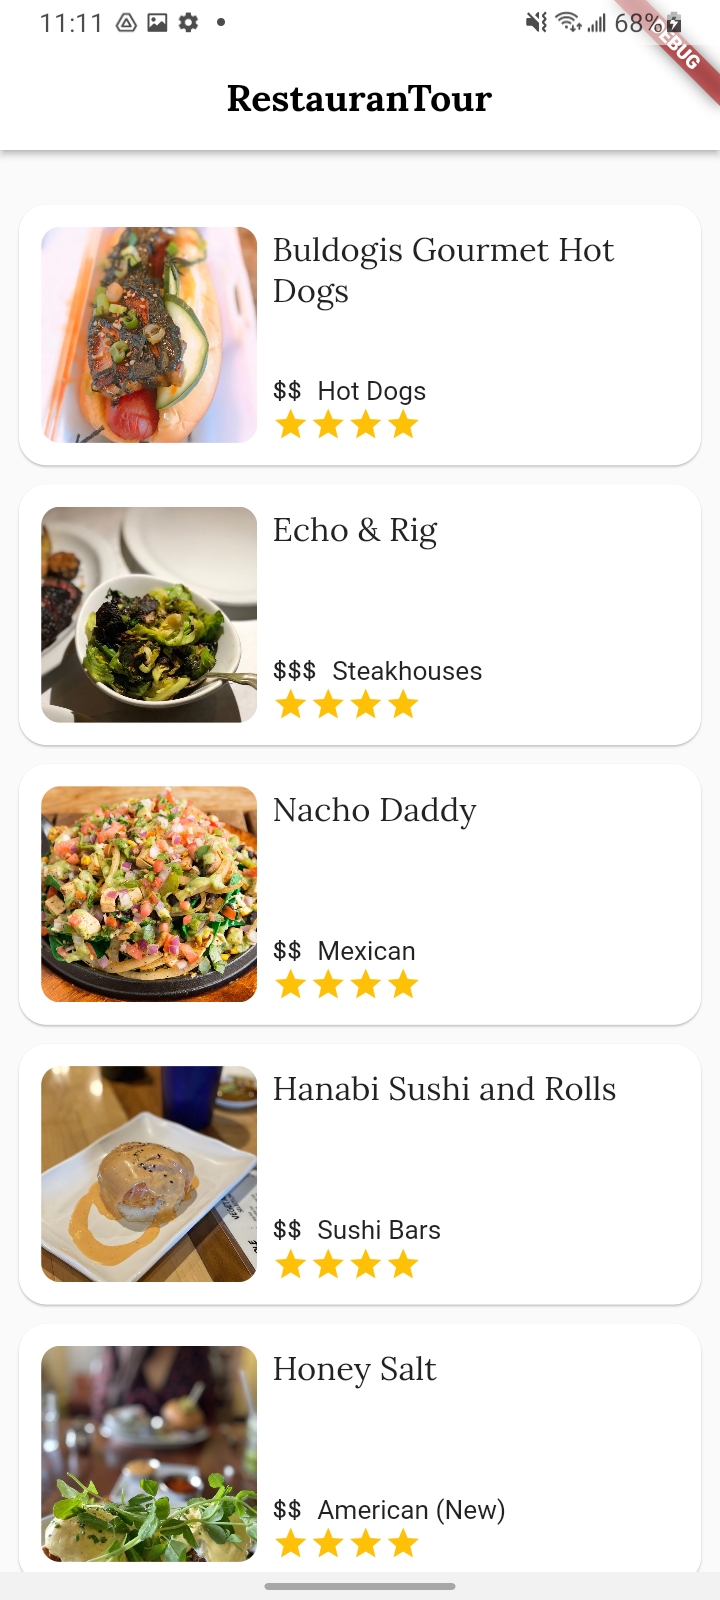 11:11 68%
DEBUG
RestauranTour
Buldogis Gourmet Hot
Dogs
$$ Hot Dogs
Echo & Rig
$$$ Steakhouses
Nacho Daddy
$$ Mexican
Hanabi Sushi and Rolls
$$ Sushi Bars
Honey Salt
$$ American (New)